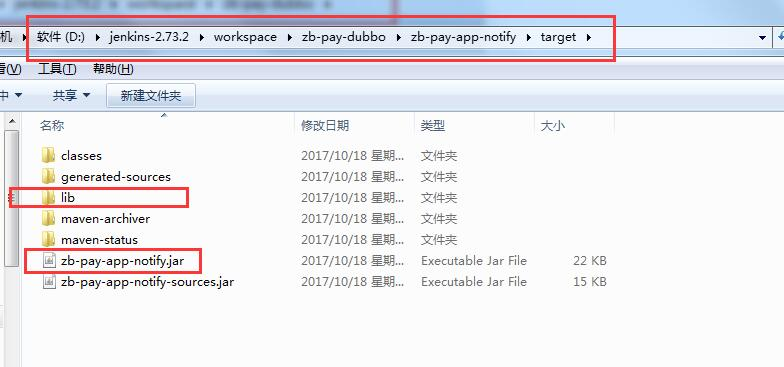 机 ▸ 软件 (D:) ▸ jenkins-2.73.2 ▸ workspace ▸ zb-pay-dubbo ▸ zb-pay-app-notify ▸ target ▸
(V) 工具(T) 帮助(H)
中 共享 新建文件夹
名称 修改日期 类型 大小
classes 2017/10/18 星期... 文件夹
generated-sources 2017/10/18 星期... 文件夹
lib 2017/10/18 星期... 文件夹
maven-archiver 2017/10/18 星期... 文件夹
maven-status 2017/10/18 星期... 文件夹
zb-pay-app-notify.jar 2017/10/18 星期... Executable Jar File 22 KB
zb-pay-app-notify-sources.jar 2017/10/18 星期... Executable Jar File 15 KB